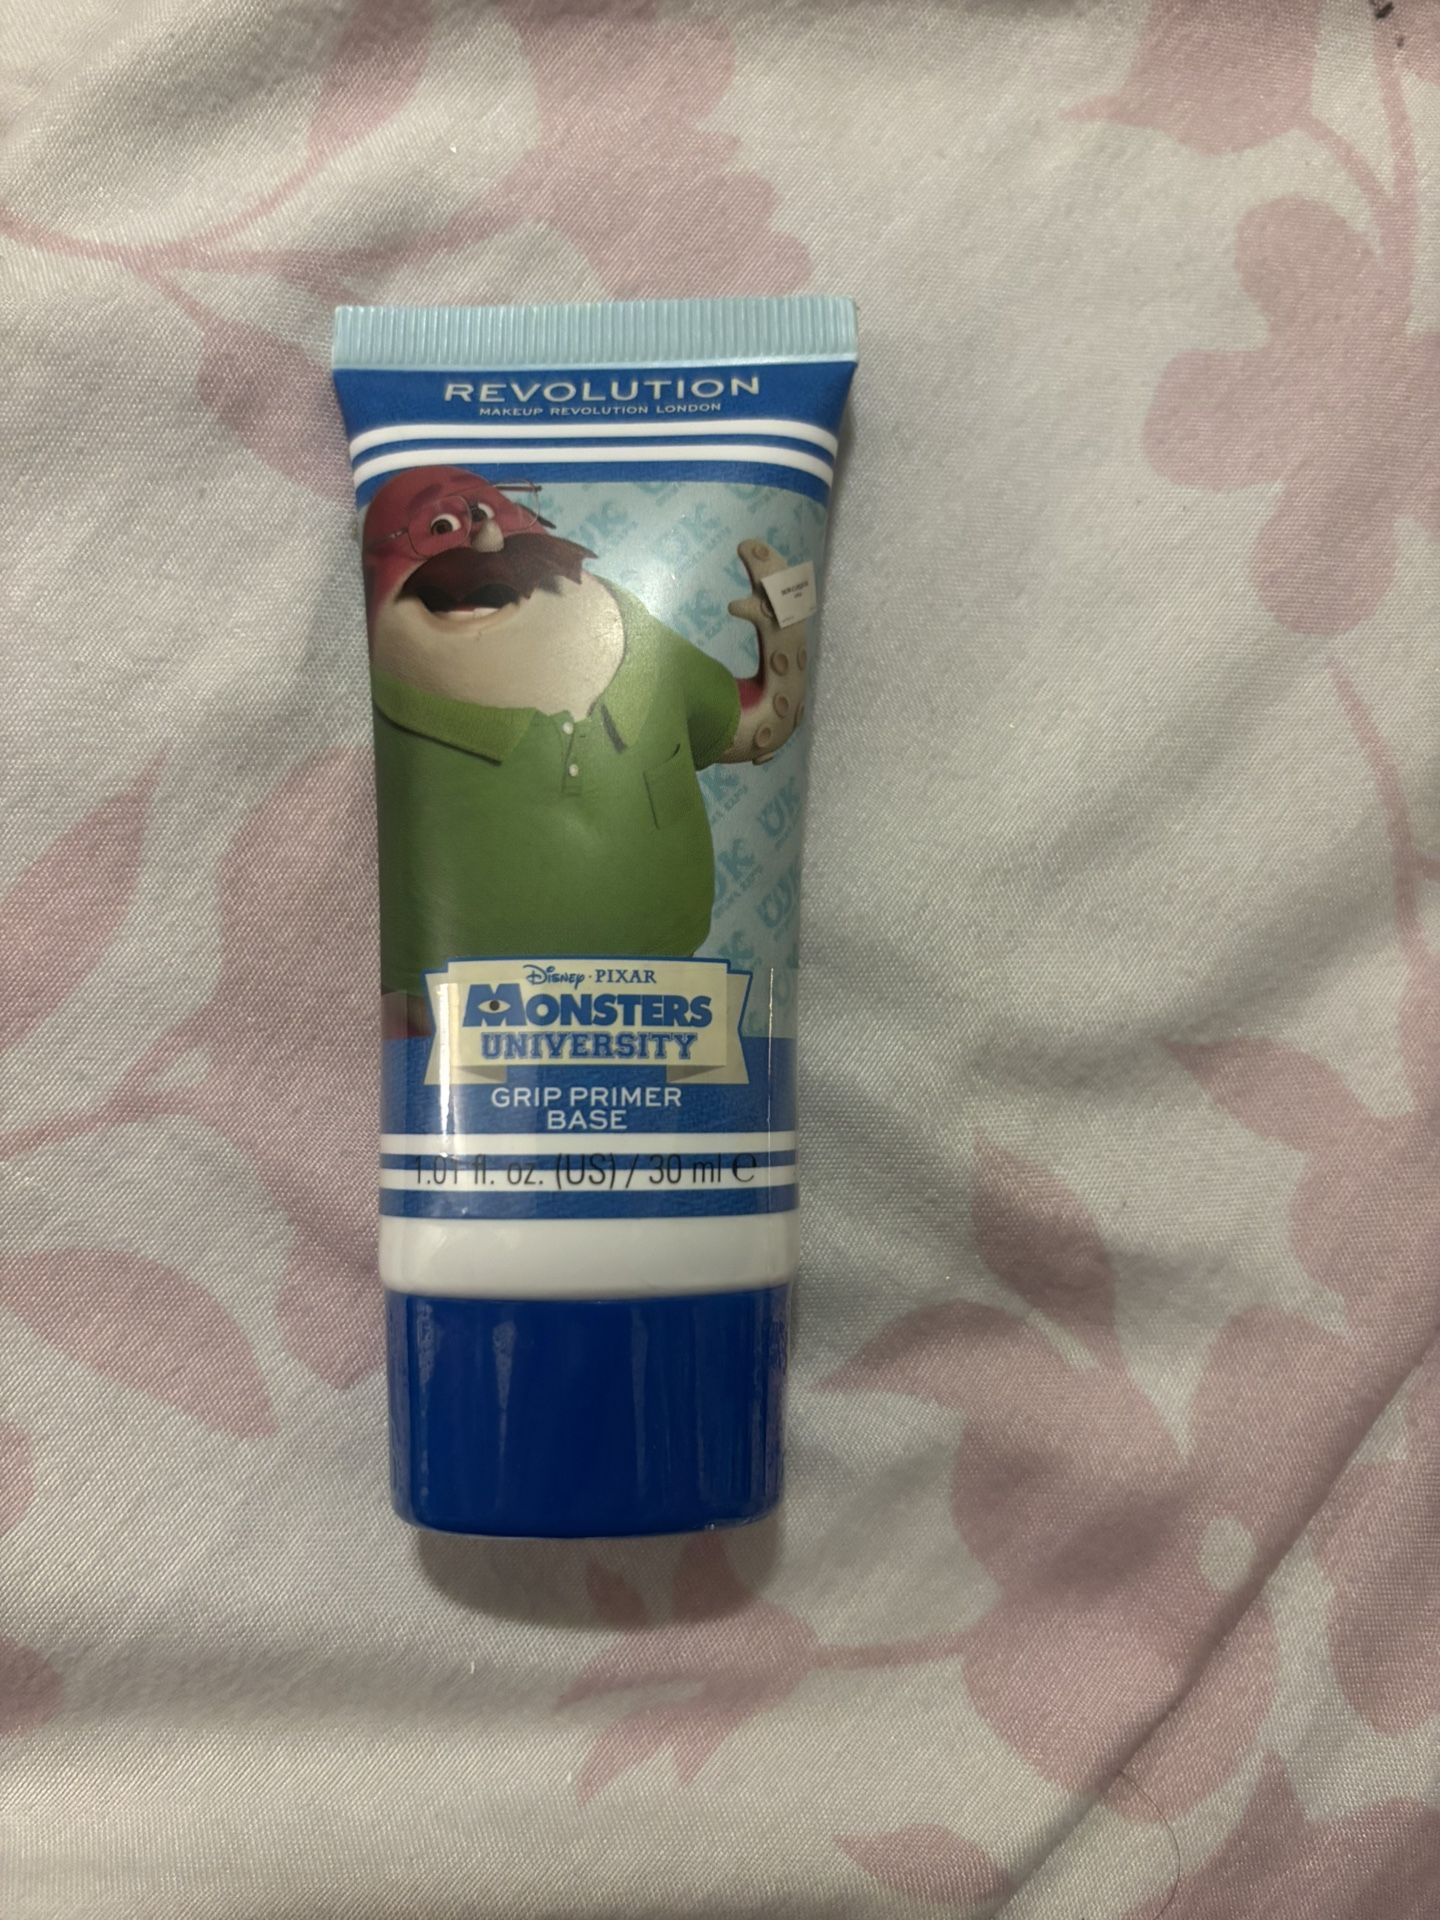 REVOLUTION
MAKEUP REVOLUTION LONDON
Disney · PIXAR
MONSTERS
UNIVERSITY
GRIP PRIMER
BASE
1.01 fl. oz. (US) / 30 ml ℮